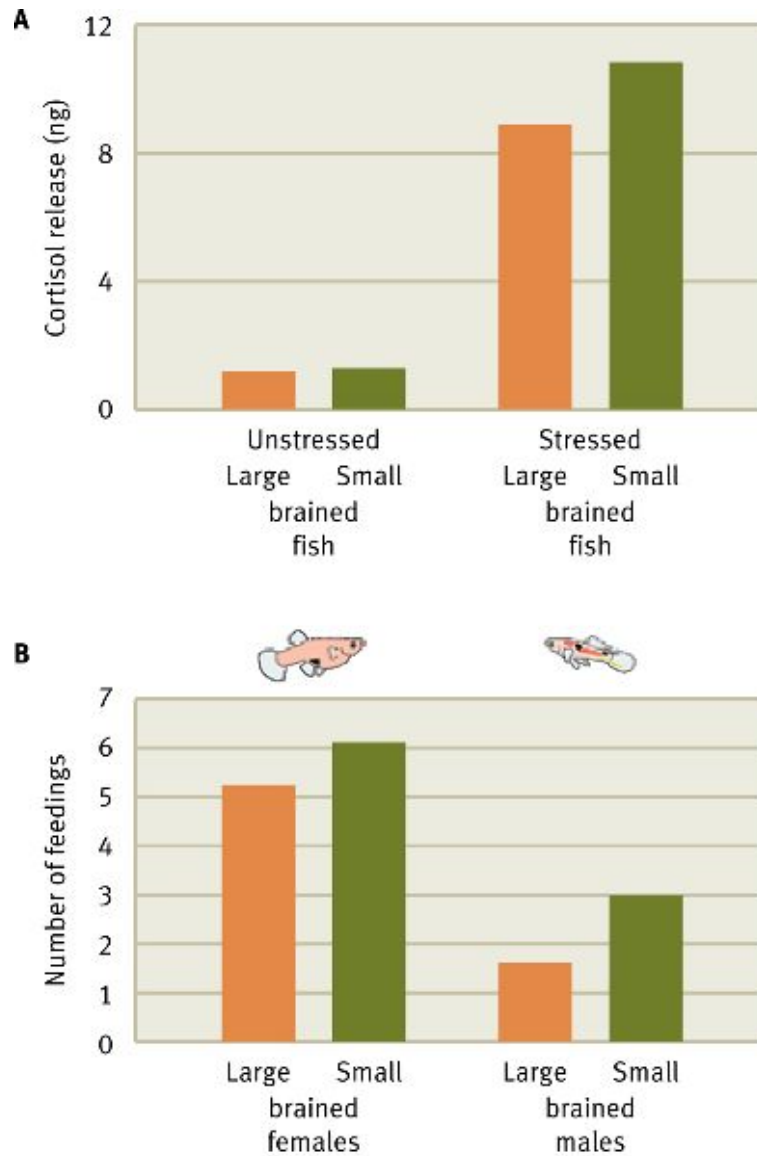 A
12
8
4
0
Cortisol release (ng)
Unstressed Stressed
Large Small Large Small
brained brained
fish fish
B
7
6
5
4
3
2
1
0
Number of feedings
Large Small Large Small
brained brained
females males